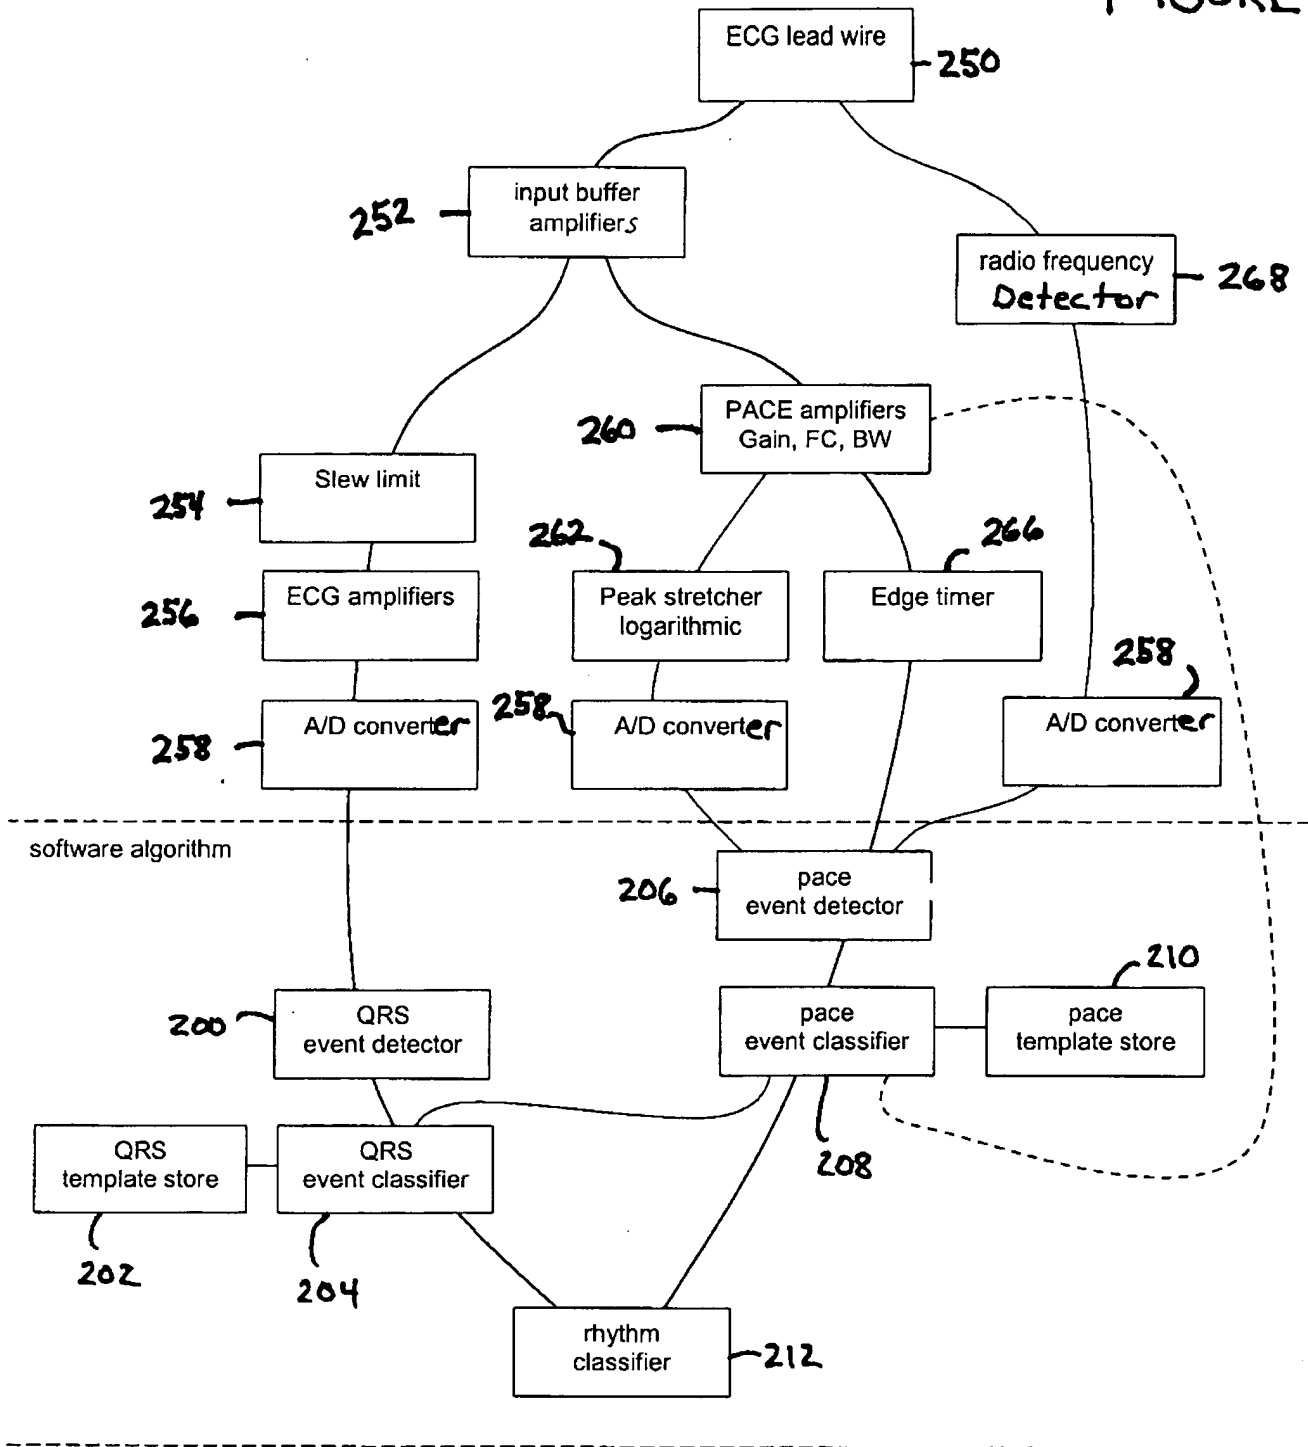 FIGURE
ECG lead wire
250
input buffer
amplifiers
252
radio frequency
Detector
268
PACE amplifiers
Gain, FC, BW
260
Slew limit
254
262
266
ECG amplifiers
256
Peak stretcher
logarithmic
Edge timer
258
258
A/D converter
258
A/D converter
A/D converter
software algorithm
pace
event detector
206
210
QRS
event detector
200
pace
event classifier
pace
template store
QRS
template store
QRS
event classifier
208
202
204
rhythm
classifier
212